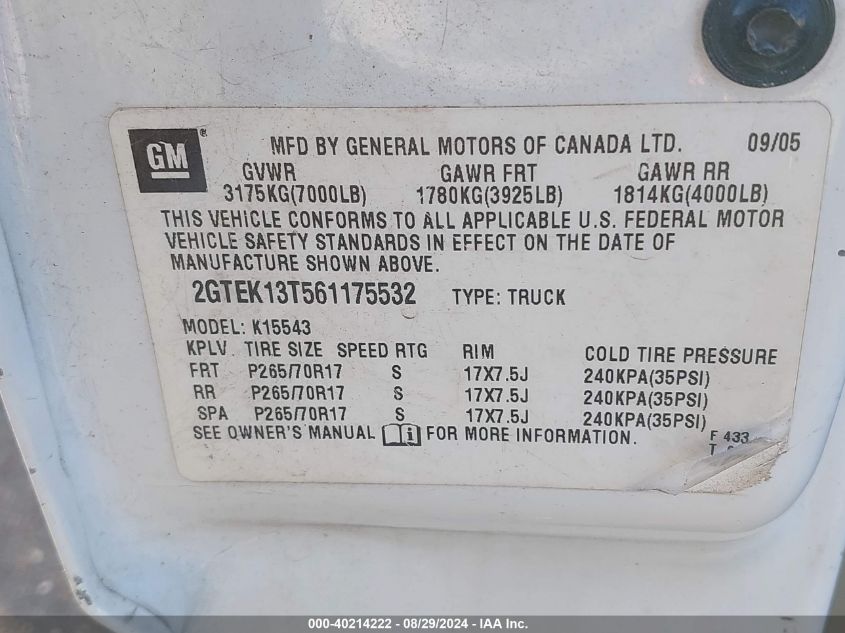 GM ® MFD BY GENERAL MOTORS OF CANADA LTD. 09/05
GVWR GAWR FRT GAWR RR
3175KG(7000LB) 1780KG(3925LB) 1814KG(4000LB)
THIS VEHICLE CONFORMS TO ALL APPLICABLE U.S. FEDERAL MOTOR
VEHICLE SAFETY STANDARDS IN EFFECT ON THE DATE OF
MANUFACTURE SHOWN ABOVE.
2GTEK13T561175532 TYPE: TRUCK
MODEL: K15543
KPLV TIRE SIZE SPEED RTG RIM COLD TIRE PRESSURE
FRT P265/70R17 S 17X7.5J 240KPA(35PSI)
RR P265/70R17 S 17X7.5J 240KPA(35PSI)
SPA P265/70R17 S 17X7.5J 240KPA(35PSI)
SEE OWNER'S MANUAL FOR MORE INFORMATION.
F 433
T
000-40214222 - 08/29/2024 - IAA Inc.